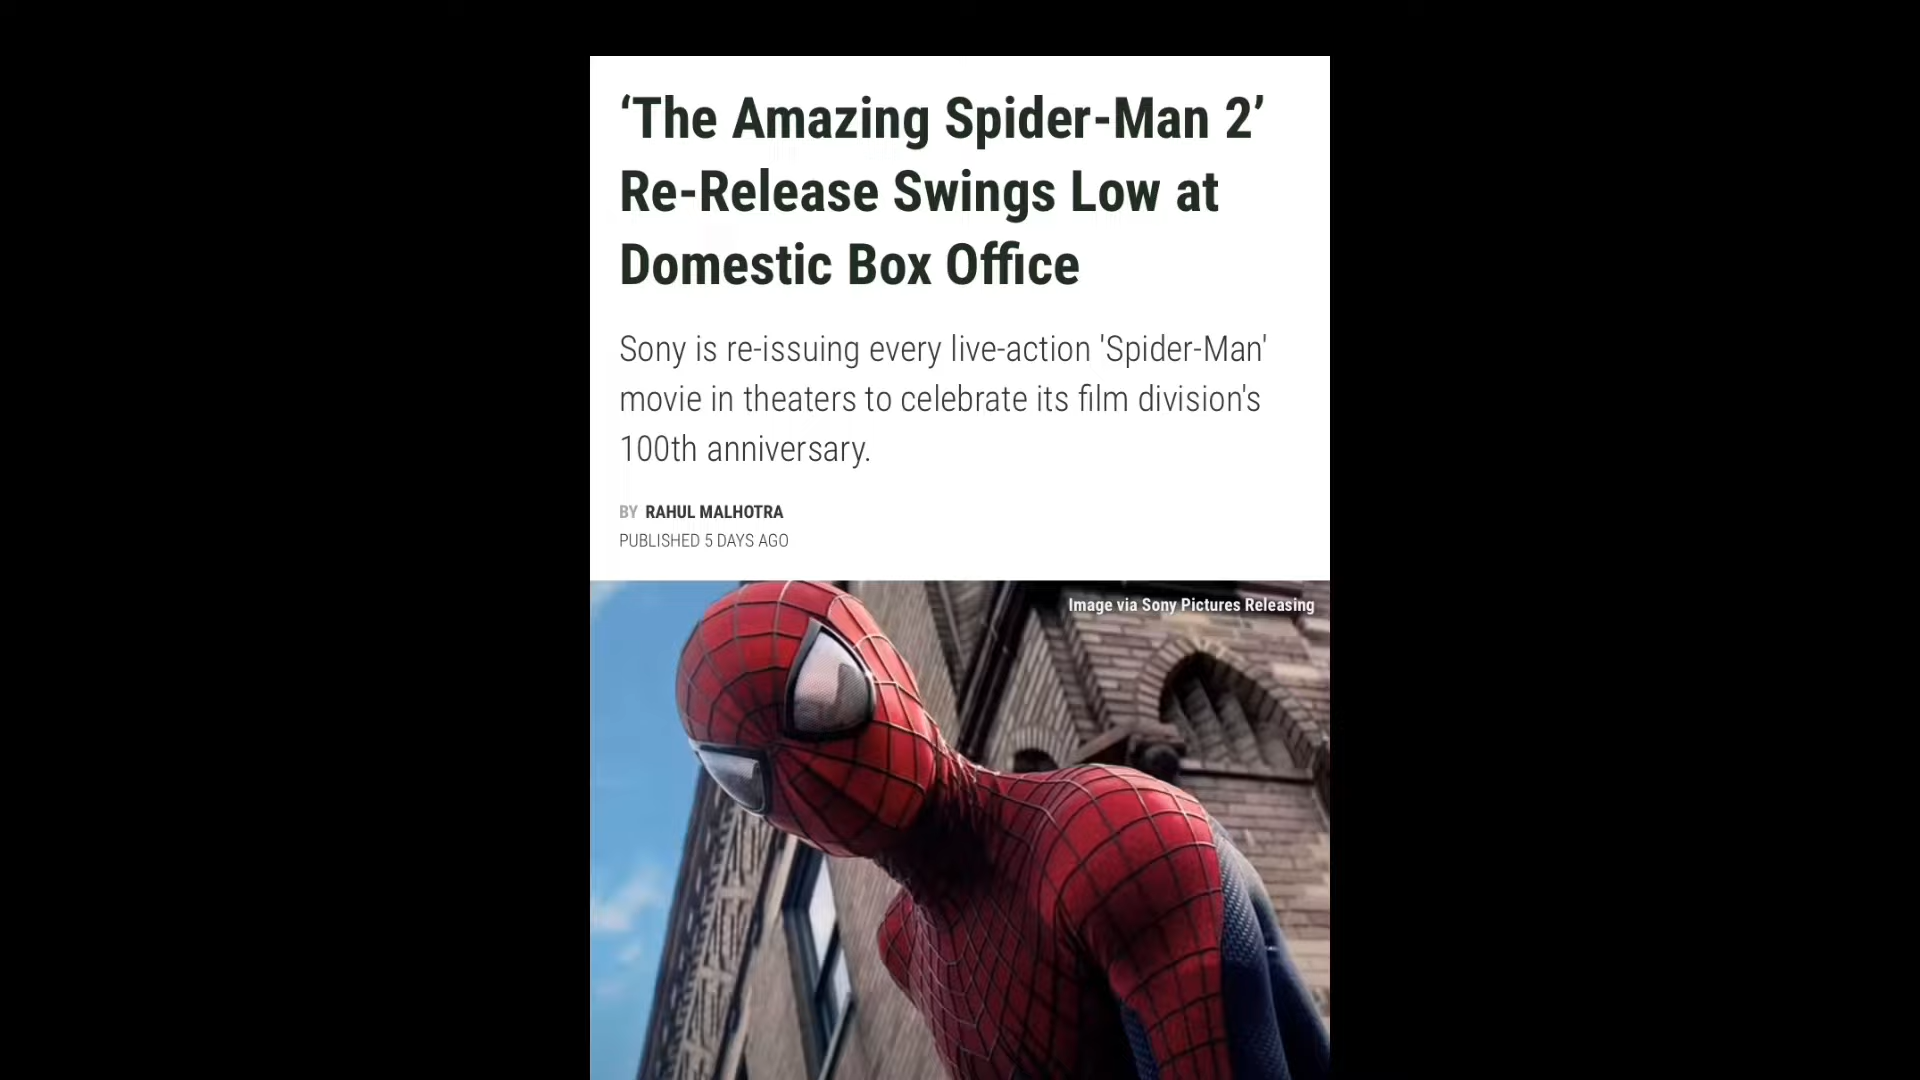 ‘The Amazing Spider-Man 2’
Re-Release Swings Low at
Domestic Box Office
Sony is re-issuing every live-action 'Spider-Man'
movie in theaters to celebrate its film division's
100th anniversary.
BY RAHUL MALHOTRA
PUBLISHED 5 DAYS AGO
Image via Sony Pictures Releasing